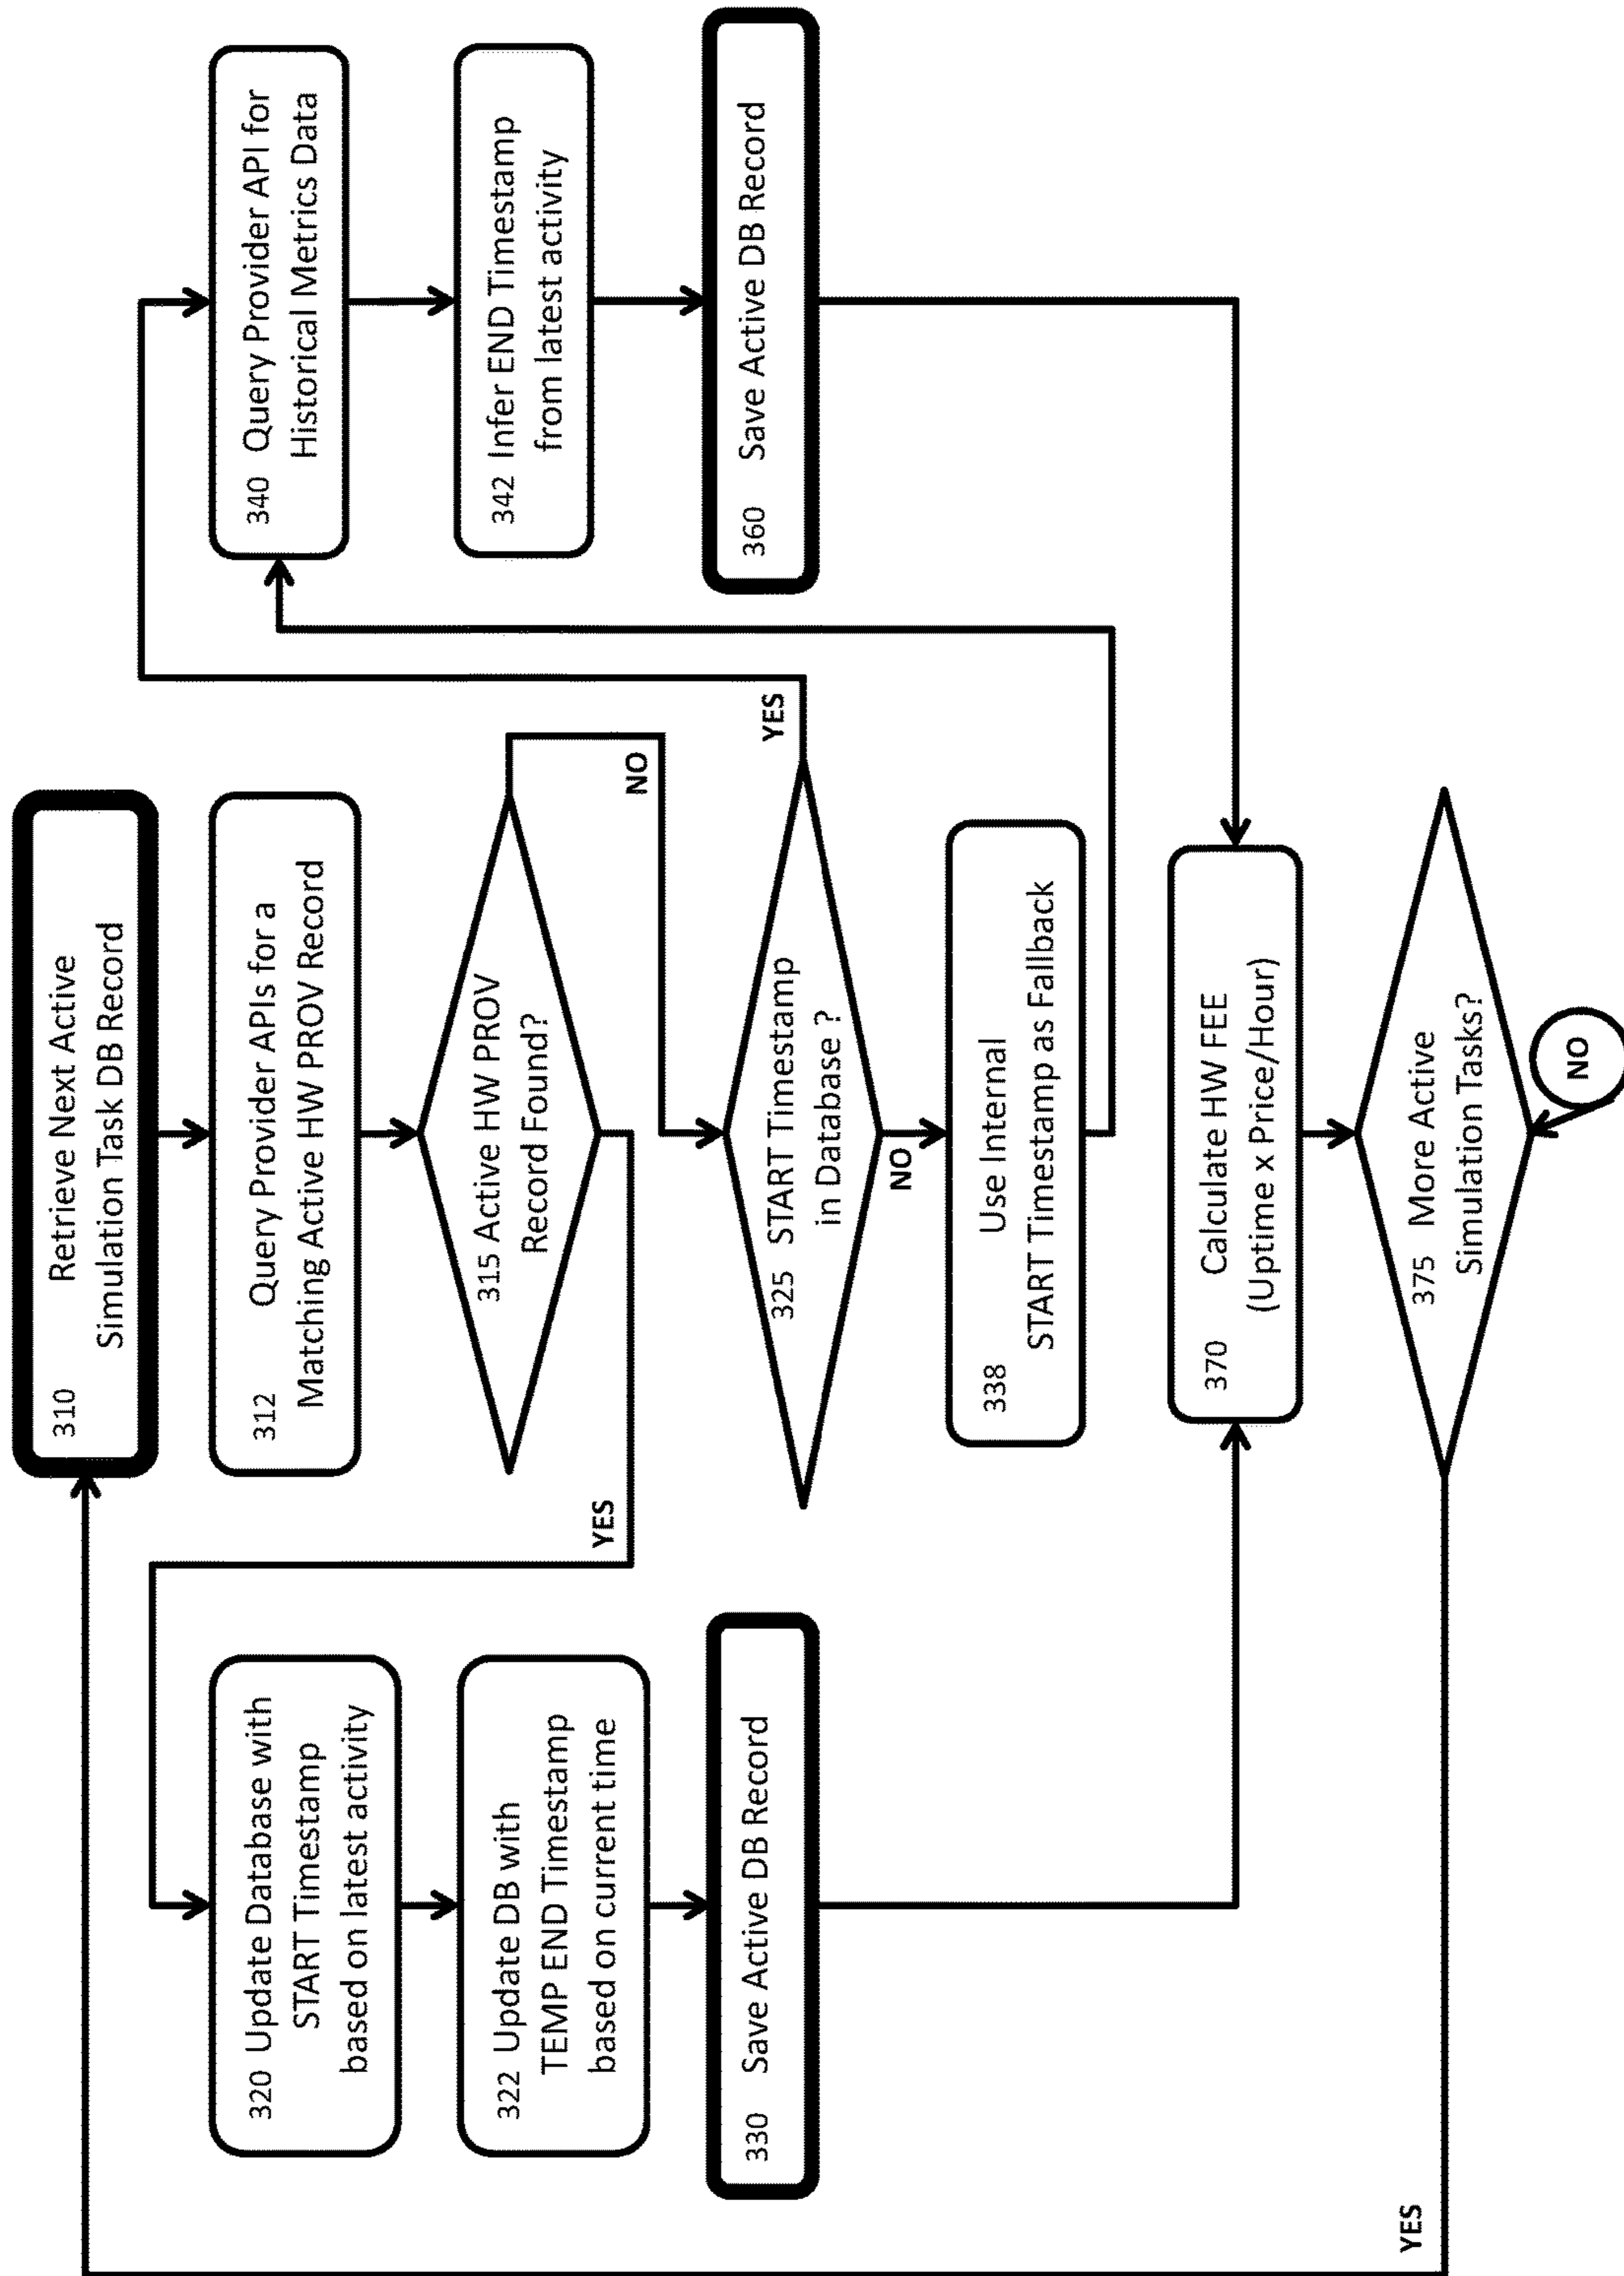 310 Retrieve Next Active
Simulation Task DB Record
312 Query Provider APIs for a
Matching Active HW PROV Record
315 Active HW PROV
Record Found?
YES
NO
320 Update Database with
START Timestamp
based on latest activity
322 Update DB with
TEMP END Timestamp
based on current time
330 Save Active DB Record
325 START Timestamp
in Database ?
YES
NO
338 Use Internal
START Timestamp as Fallback
340 Query Provider API for
Historical Metrics Data
342 Infer END Timestamp
from latest activity
360 Save Active DB Record
370 Calculate HW FEE
(Uptime x Price/Hour)
375 More Active
Simulation Tasks?
YES
NO